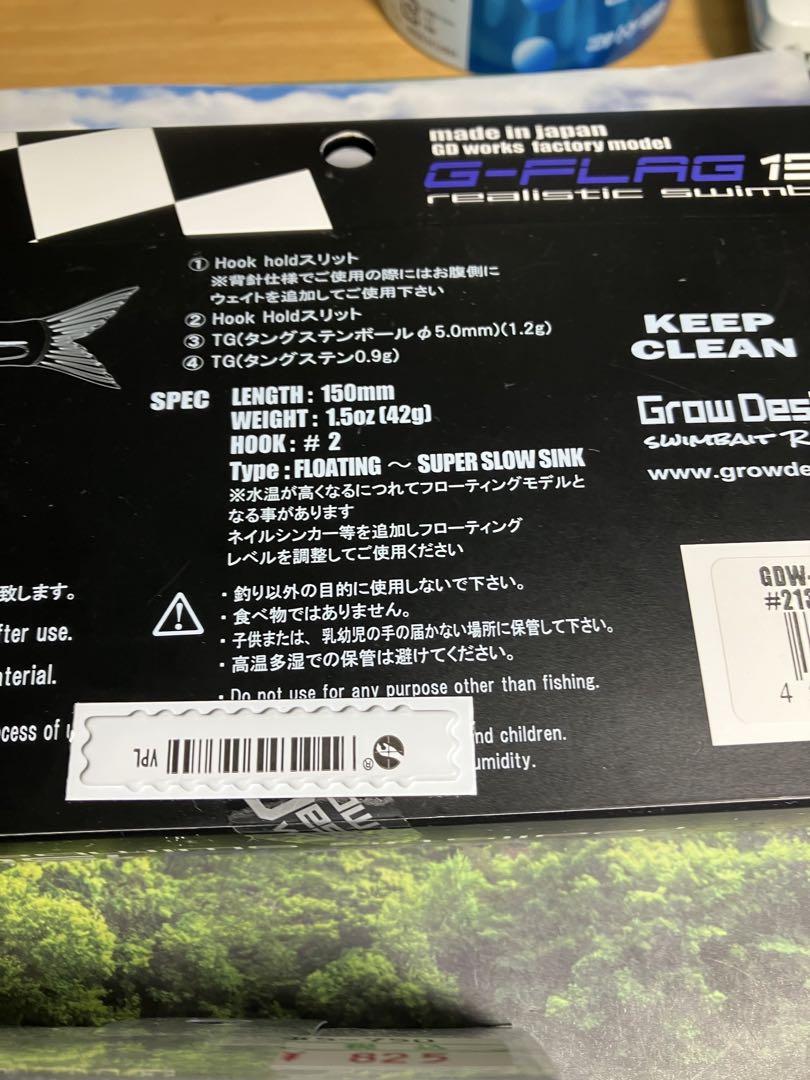 made in japan
GD works factory model
G-FLAG
realistic
① Hook holdスリット
※背針仕様でご使用の際にはお腹側に
ウェイトを追加してご使用下さい
② Hook Holdスリット
③ TG(タングステンボールφ5.0mm)(1.2g)
④ TG(タングステン0.9g)
KEEP
CLEAN
SPEC
LENGTH : 150mm
WEIGHT : 1.5oz (42g)
HOOK : # 2
Type : FLOATING ～ SUPER SLOW SINK
※水温が高くなるにつれてフローティングモデルと
なる事があります
ネイルシンカー等を追加しフローティング
レベルを調整してご使用ください
Grow Des
SWIMBAIT R
www.growde
致します。
fter use.
terial.
cess of
・釣り以外の目的に使用しないで下さい。
・食べ物ではありません。
・子供または、乳幼児の手の届かない場所に保管して下さい。
・高温多湿での保管は避けてください。
・Do not use for any purpose other than fishing.
nd children.
umidity.
GDW-
#213
4
VPL
®
¥ 825